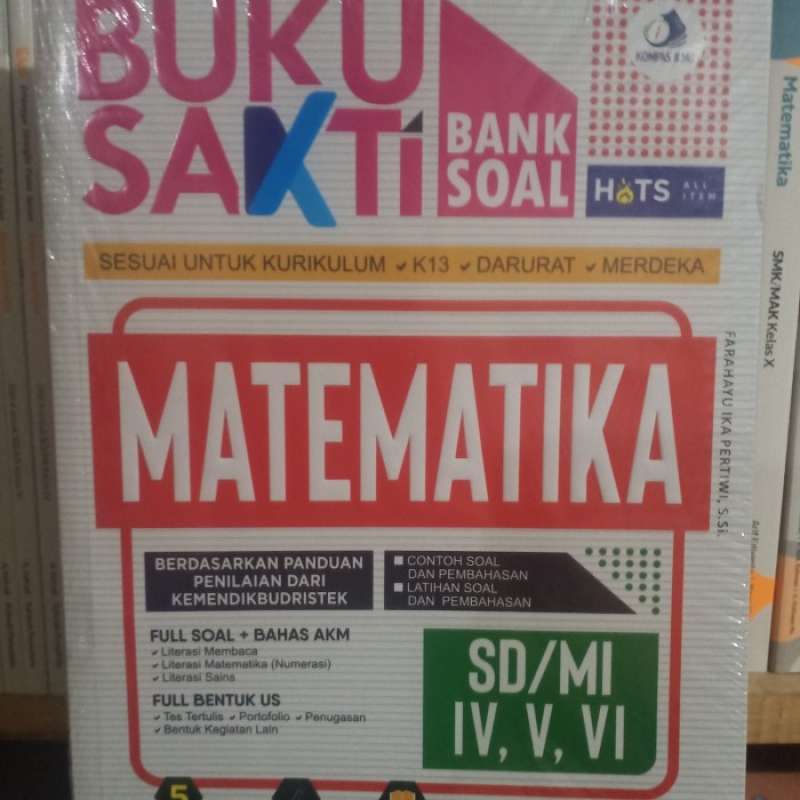 BUKU
SAKTi
BANK
SOAL
HOTS ALL ITEM
SESUAI UNTUK KURIKULUM ✓ K13 ✓ DARURAT ✓ MERDEKA
MATEMATIKA
FARAHAYU IKA PERTIWI, S.Si.
BERDASARKAN PANDUAN
PENILAIAN DARI
KEMENDIKBUDRISTEK
■ CONTOH SOAL
DAN PEMBAHASAN
■ LATIHAN SOAL
DAN PEMBAHASAN
FULL SOAL + BAHAS AKM
✓ Literasi Membaca
✓ Literasi Matematika (Numerasi)
✓ Literasi Sains
FULL BENTUK US
✓ Tes Tertulis ✓ Portofolio ✓ Penugasan
✓ Bentuk Kegiatan Lain
SD/MI
IV, V, VI
5
Matematika
SMK/MAK Kelas X